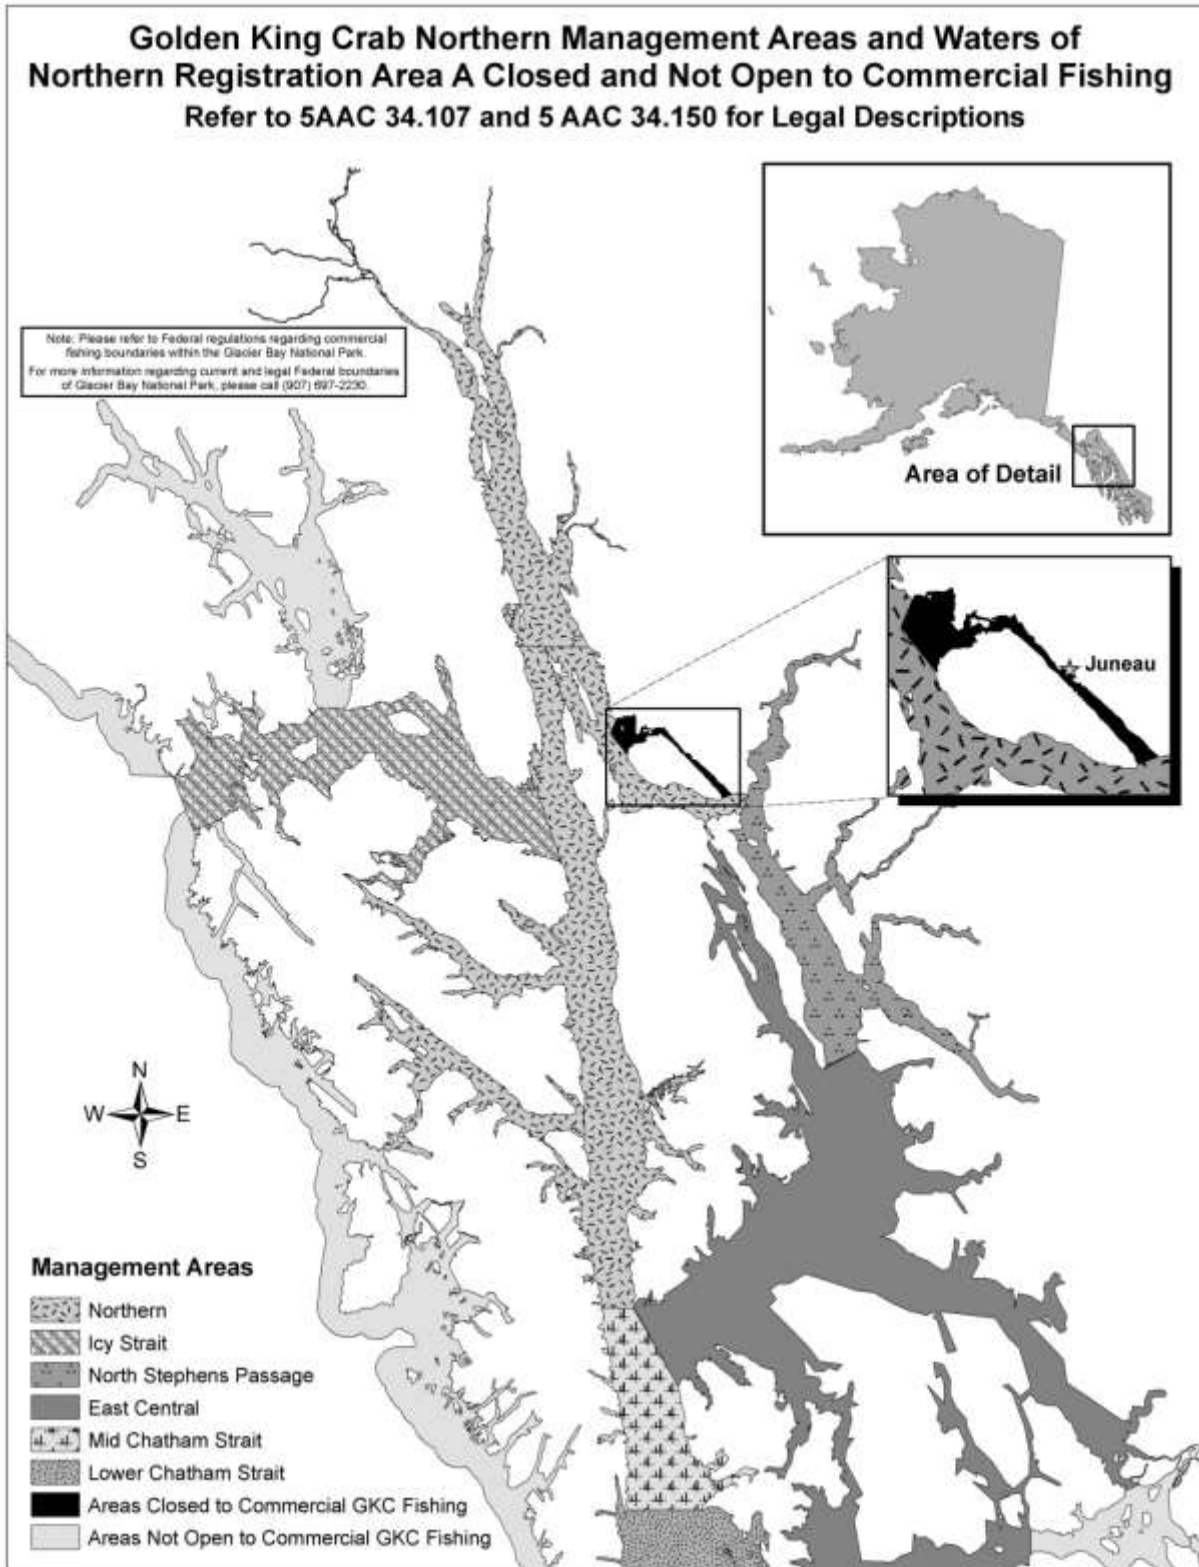 Golden King Crab Northern Management Areas and Waters of
Northern Registration Area A Closed and Not Open to Commercial Fishing
Refer to 5AAC 34.107 and 5 AAC 34.150 for Legal Descriptions
Note: Please refer to Federal regulations regarding commercial
fishing boundaries within the Glacier Bay National Park.
For more information regarding current and legal Federal boundaries
of Glacier Bay National Park, please call (907) 697-2230.
Area of Detail
Juneau
N
W E
S
Management Areas
Northern
Icy Strait
North Stephens Passage
East Central
Mid Chatham Strait
Lower Chatham Strait
Areas Closed to Commercial GKC Fishing
Areas Not Open to Commercial GKC Fishing